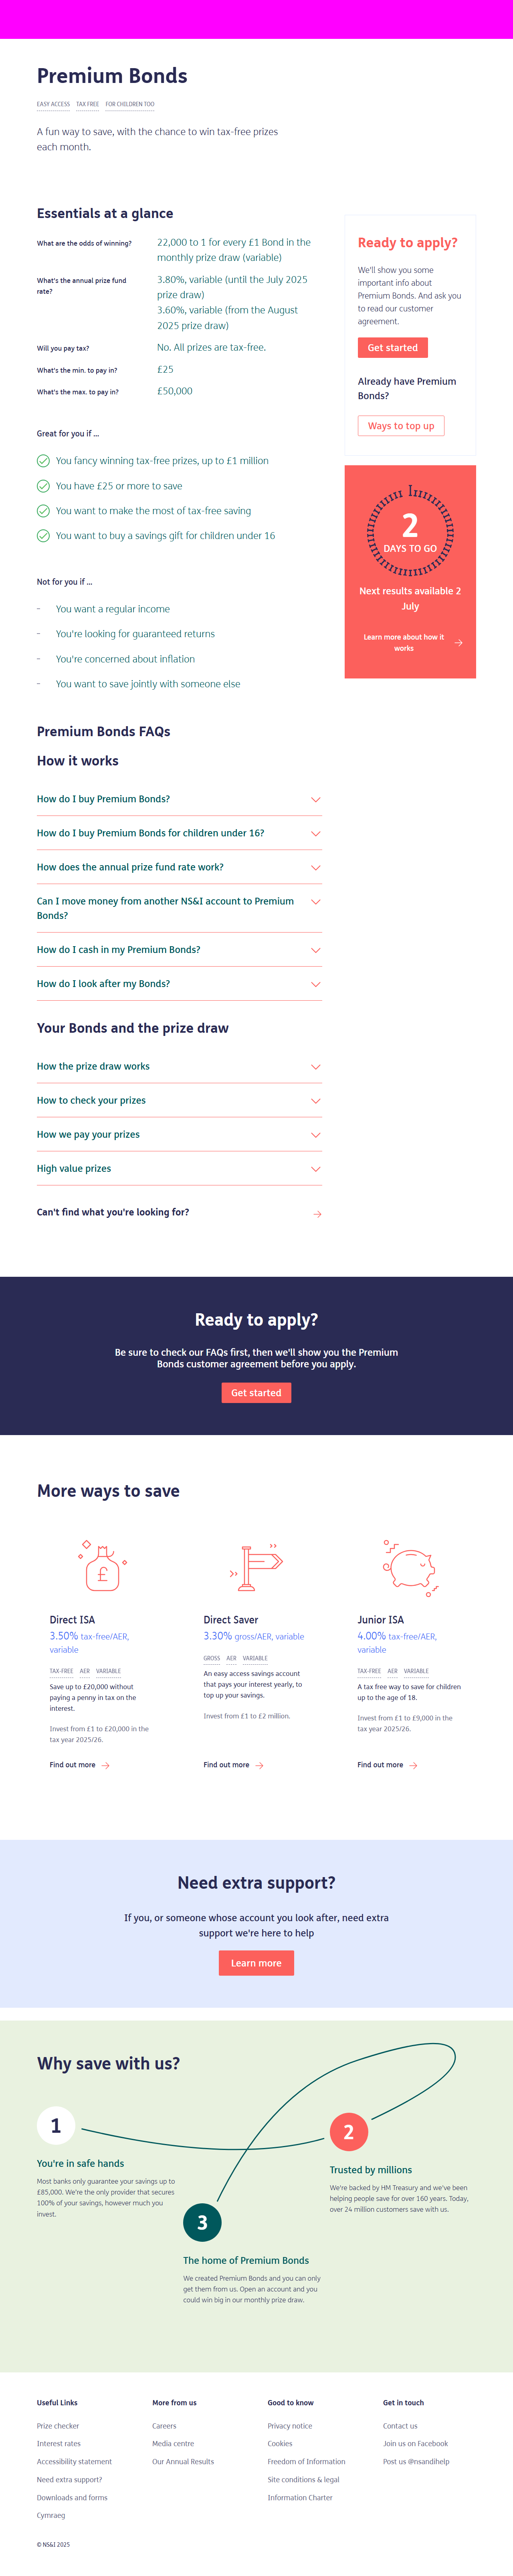 Premium Bonds
EASY ACCESS TAX FREE FOR CHILDREN TOO
A fun way to save, with the chance to win tax-free prizes
each month.
Essentials at a glance
What are the odds of winning?
22,000 to 1 for every £1 Bond in the
monthly prize draw (variable)
What's the annual prize fund
rate?
3.80%, variable (until the July 2025
prize draw)
3.60%, variable (from the August
2025 prize draw)
Will you pay tax?
No. All prizes are tax-free.
What's the min. to pay in?
£25
What's the max. to pay in?
£50,000
Great for you if ...
You fancy winning tax-free prizes, up to £1 million
You have £25 or more to save
You want to make the most of tax-free saving
You want to buy a savings gift for children under 16
Not for you if ...
- You want a regular income
- You're looking for guaranteed returns
- You're concerned about inflation
- You want to save jointly with someone else
Ready to apply?
We'll show you some
important info about
Premium Bonds. And ask you
to read our customer
agreement.
Get started
Already have Premium
Bonds?
Ways to top up
2
DAYS TO GO
Next results available 2
July
Learn more about how it
works
Premium Bonds FAQs
How it works
How do I buy Premium Bonds?
How do I buy Premium Bonds for children under 16?
How does the annual prize fund rate work?
Can I move money from another NS&I account to Premium
Bonds?
How do I cash in my Premium Bonds?
How do I look after my Bonds?
Your Bonds and the prize draw
How the prize draw works
How to check your prizes
How we pay your prizes
High value prizes
Can't find what you're looking for?
Ready to apply?
Be sure to check our FAQs first, then we'll show you the Premium
Bonds customer agreement before you apply.
Get started
More ways to save
Direct ISA
3.50% tax-free/AER,
variable
TAX-FREE AER VARIABLE
Save up to £20,000 without
paying a penny in tax on the
interest.
Invest from £1 to £20,000 in the
tax year 2025/26.
Find out more
Direct Saver
3.30% gross/AER, variable
GROSS AER VARIABLE
An easy access savings account
that pays your interest yearly, to
top up your savings.
Invest from £1 to £2 million.
Find out more
Junior ISA
4.00% tax-free/AER,
variable
TAX-FREE AER VARIABLE
A tax free way to save for children
up to the age of 18.
Invest from £1 to £9,000 in the
tax year 2025/26.
Find out more
Need extra support?
If you, or someone whose account you look after, need extra
support we're here to help
Learn more
Why save with us?
1
You're in safe hands
Most banks only guarantee your savings up to
£85,000. We're the only provider that secures
100% of your savings, however much you
invest.
2
Trusted by millions
We're backed by HM Treasury and we've been
helping people save for over 160 years. Today,
over 24 million customers save with us.
3
The home of Premium Bonds
We created Premium Bonds and you can only
get them from us. Open an account and you
could win big in our monthly prize draw.
Useful Links
Prize checker
Interest rates
Accessibility statement
Need extra support?
Downloads and forms
Cymraeg
More from us
Careers
Media centre
Our Annual Results
Good to know
Privacy notice
Cookies
Freedom of Information
Site conditions & legal
Information Charter
Get in touch
Contact us
Join us on Facebook
Post us @nsandihelp
© NS&I 2025